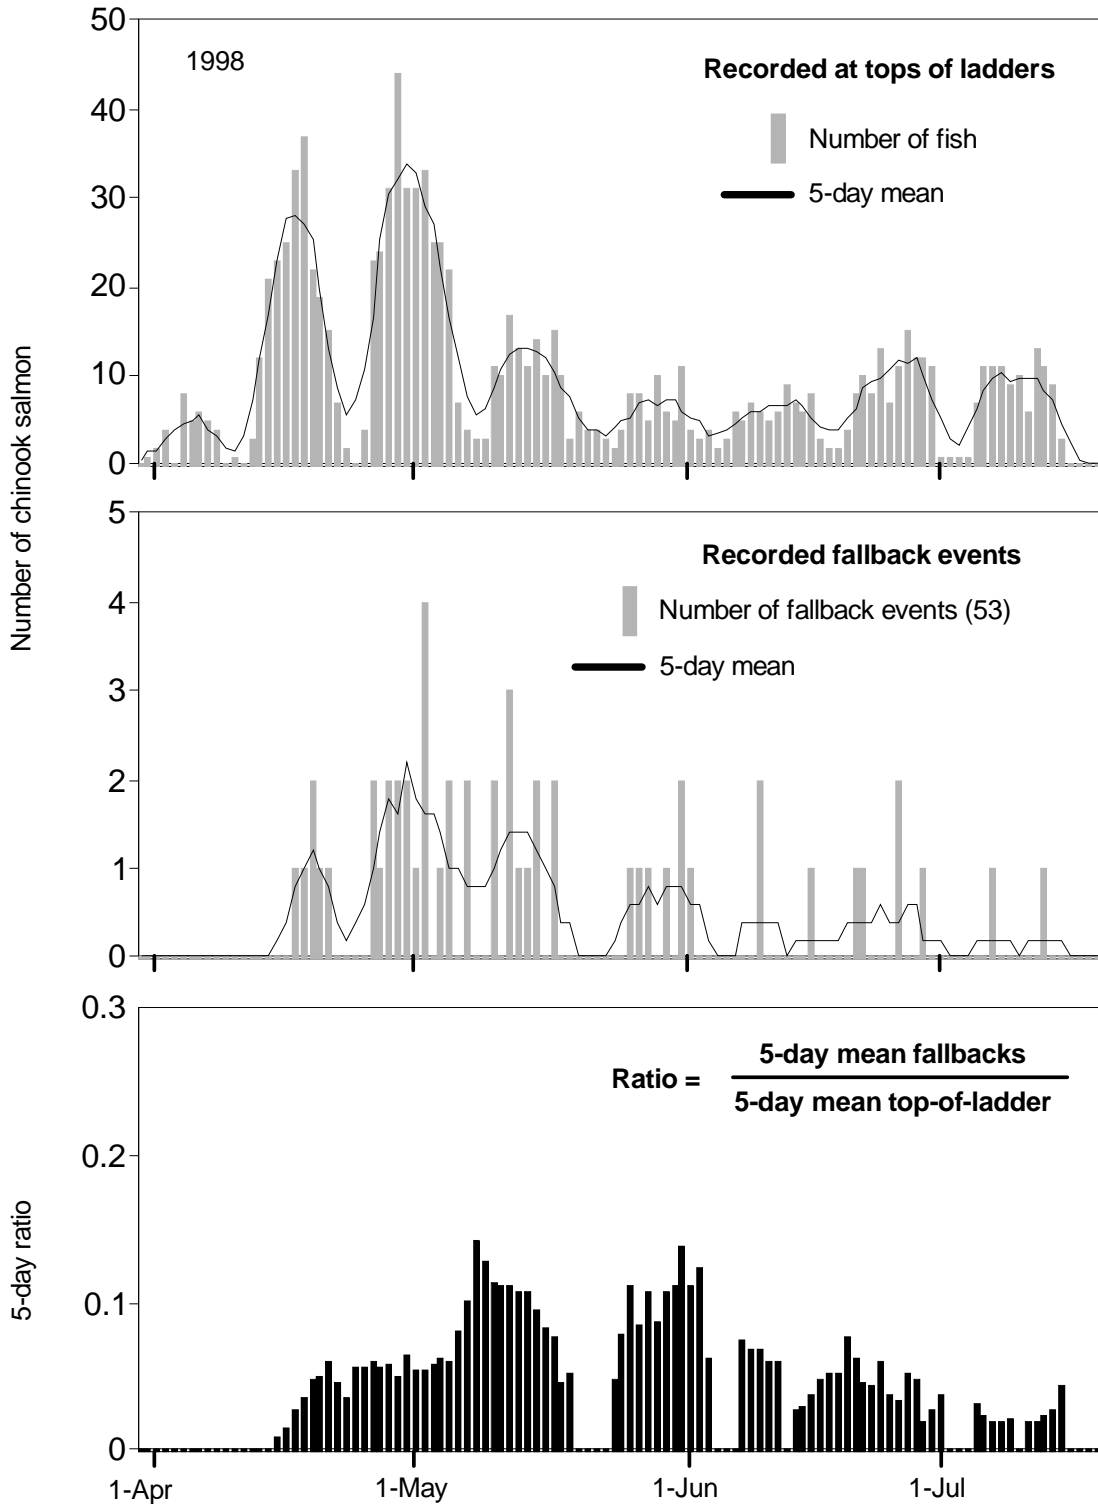 Number of chinook salmon
50
40
30
20
10
0
1998
Recorded at tops of ladders
Number of fish
5-day mean
5
4
3
2
1
0
Recorded fallback events
Number of fallback events (53)
5-day mean
5-day ratio
0.3
0.2
0.1
0
Ratio =
5-day mean fallbacks
5-day mean top-of-ladder
1-Apr
1-May
1-Jun
1-Jul